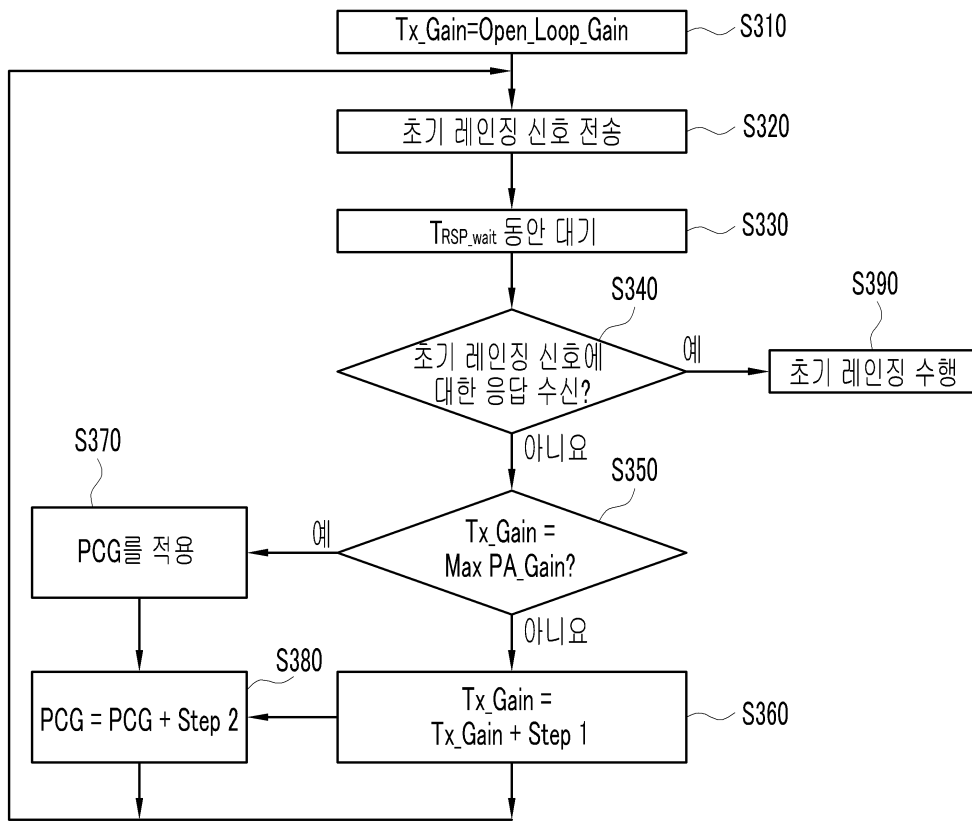 Tx_Gain=Open_Loop_Gain
S310
초기 레인징 신호 전송
S320
TRSP_wait 동안 대기
S330
S340
초기 레인징 신호에
대한 응답 수신?
예
S390
초기 레인징 수행
아니요
S350
Tx_Gain =
Max PA_Gain?
예
S370
PCG를 적용
아니요
S380
PCG = PCG + Step 2
Tx_Gain =
Tx_Gain + Step 1
S360